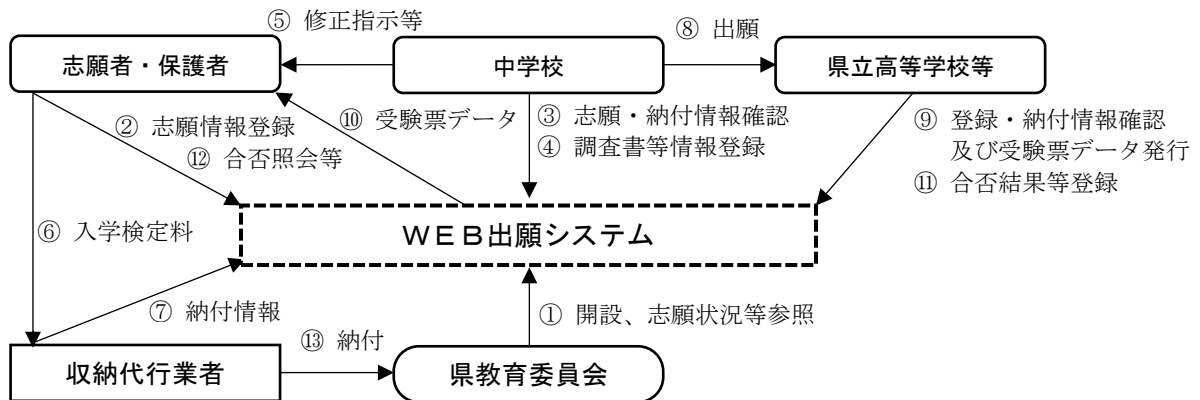 ⑤ 修正指示等
⑧ 出願
志願者・保護者
中学校
県立高等学校等
② 志願情報登録
⑫ 合否照会等
⑩ 受験票データ
③ 志願・納付情報確認
④ 調査書等情報登録
⑨ 登録・納付情報確認
及び受験票データ発行
⑪ 合否結果等登録
⑥ 入学検定料
ＷＥＢ出願システム
⑦ 納付情報
① 開設、志願状況等参照
⑬ 納付
収納代行業者
県教育委員会